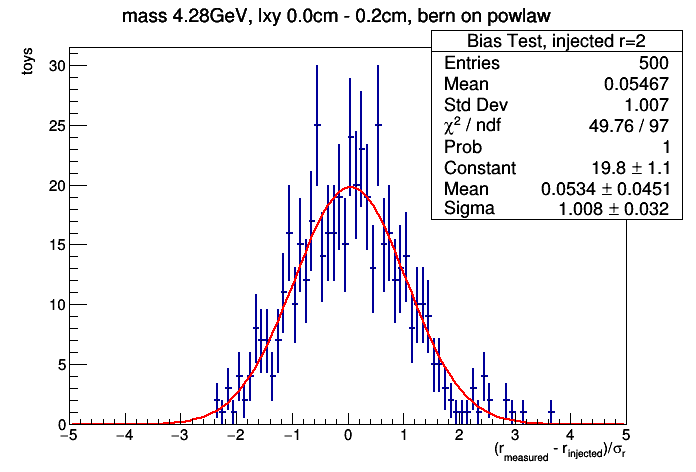 mass 4.28GeV, lxy 0.0cm - 0.2cm, bern on powlaw
toys
Bias Test, injected r=2
Entries 500
Mean 0.05467
Std Dev 1.007
χ² / ndf 49.76 / 97
Prob 1
Constant 19.8 ± 1.1
Mean 0.0534 ± 0.0451
Sigma 1.008 ± 0.032
30
25
20
15
10
5
0
−5 −4 −3 −2 −1 0 1 2 3 4 5
(r_measured - r_injected)/σ_r